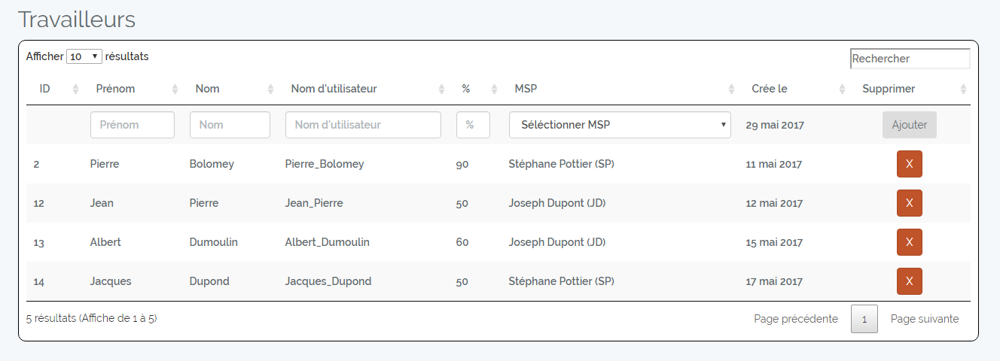 Travailleurs
Afficher 10 résultats Rechercher
ID Prénom Nom Nom d'utilisateur % MSP Crée le Supprimer
Prénom Nom Nom d'utilisateur % Séléctionner MSP 29 mai 2017 Ajouter
2 Pierre Bolomey Pierre_Bolomey 90 Stéphane Pottier (SP) 11 mai 2017 X
12 Jean Pierre Jean_Pierre 50 Joseph Dupont (JD) 12 mai 2017 X
13 Albert Dumoulin Albert_Dumoulin 60 Joseph Dupont (JD) 15 mai 2017 X
14 Jacques Dupond Jacques_Dupond 50 Stéphane Pottier (SP) 17 mai 2017 X
5 résultats (Affiche de 1 à 5) Page précédente 1 Page suivante